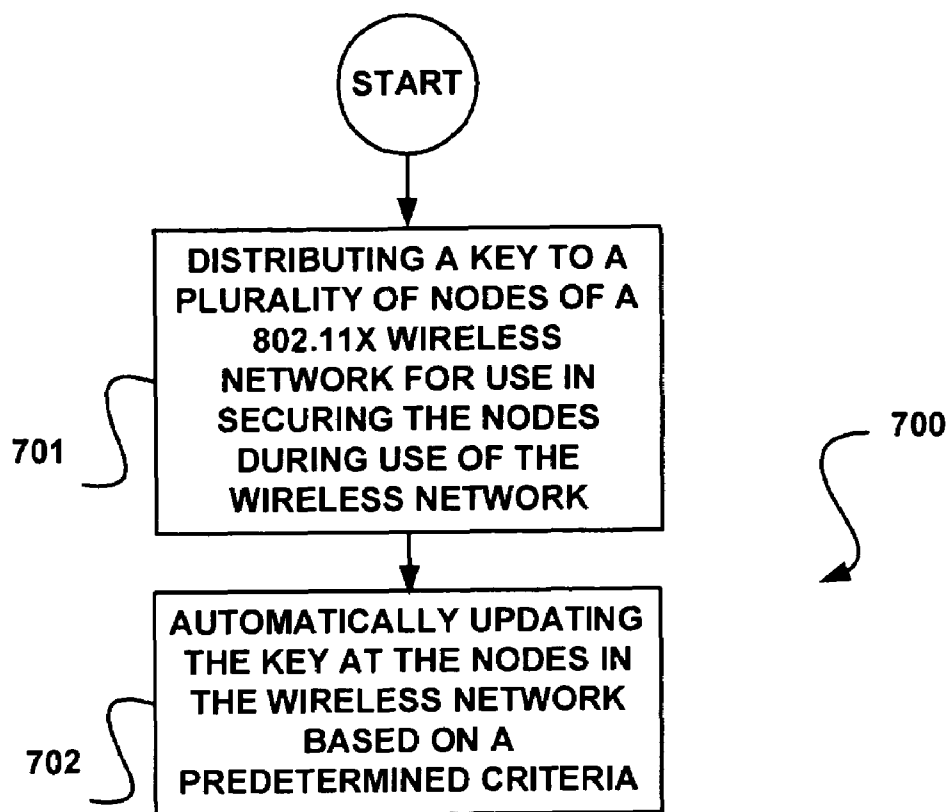 START
DISTRIBUTING A KEY TO A
PLURALITY OF NODES OF A
802.11X WIRELESS
NETWORK FOR USE IN
SECURING THE NODES
DURING USE OF THE
WIRELESS NETWORK
701
700
AUTOMATICALLY UPDATING
THE KEY AT THE NODES IN
THE WIRELESS NETWORK
BASED ON A
PREDETERMINED CRITERIA
702